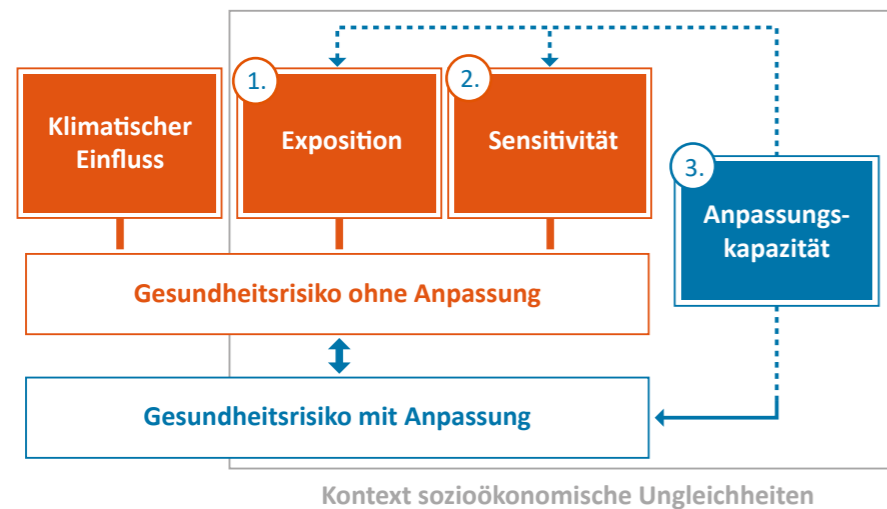 Klimatischer
Einfluss
1.
Exposition
2.
Sensitivität
3.
Anpassungs-
kapazität
Gesundheitsrisiko ohne Anpassung
Gesundheitsrisiko mit Anpassung
Kontext sozioökonomische Ungleichheiten